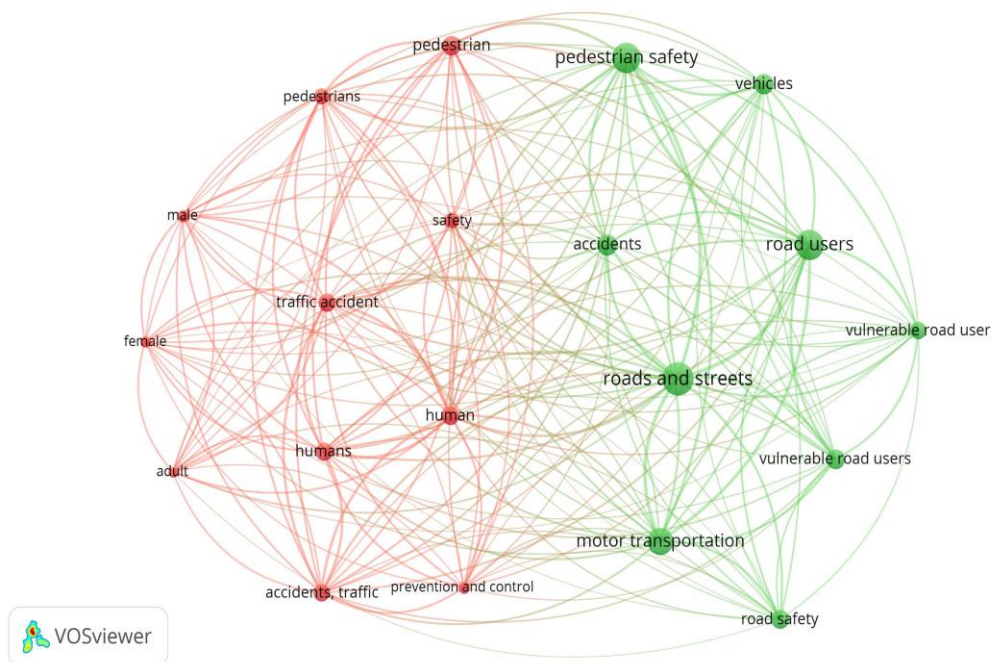 pedestrian
pedestrian safety
vehicles
pedestrians
male
safety
accidents
road users
traffic accident
female
vulnerable road user
roads and streets
human
humans
adult
vulnerable road users
motor transportation
accidents, traffic
prevention and control
road safety
VOSviewer